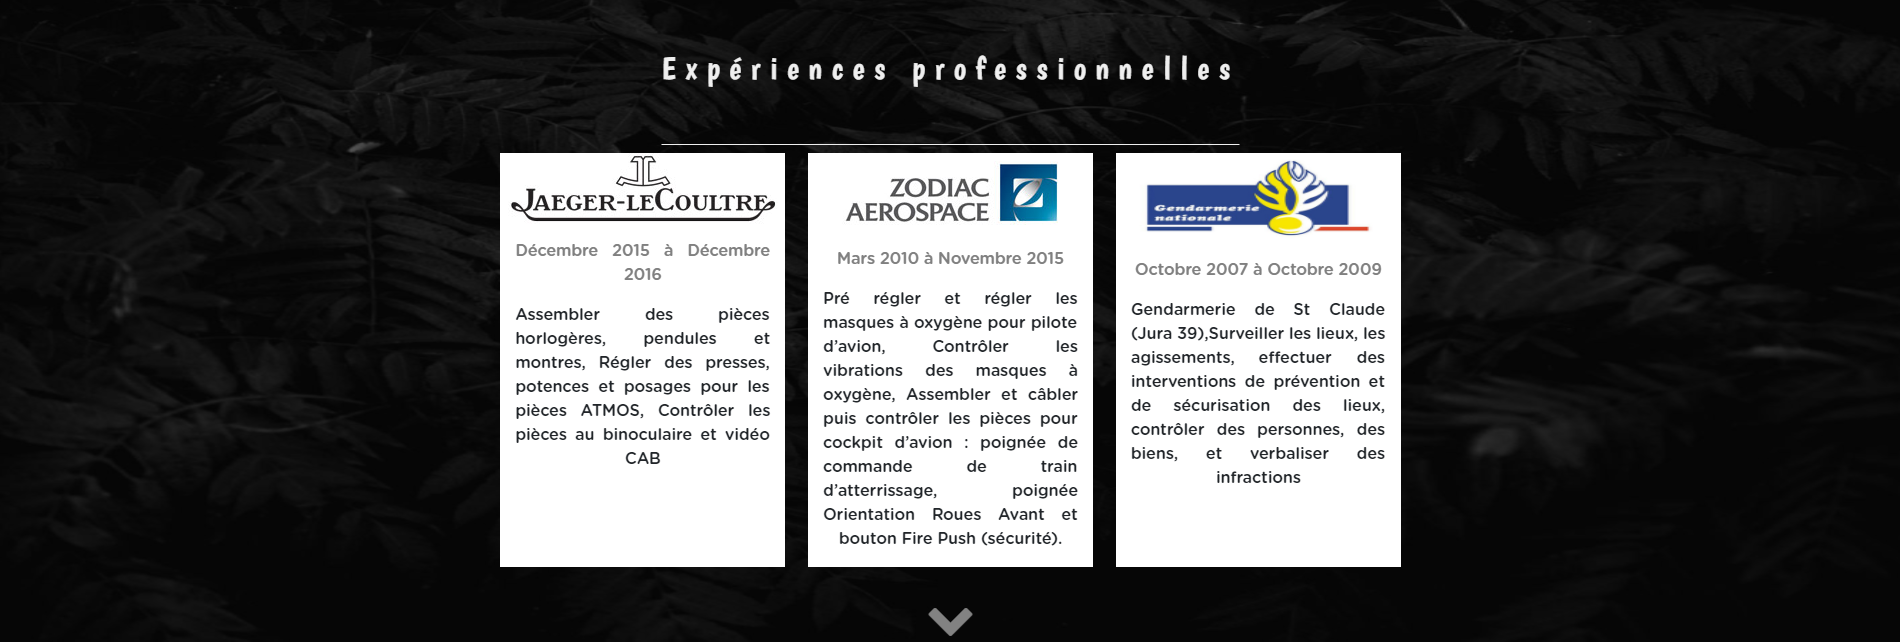 Expériences professionnelles
JAEGER-LECOULTRE
Décembre 2015 à Décembre
2016
Assembler des pièces
horlogères, pendules et
montres, Régler des presses,
potences et posages pour les
pièces ATMOS, Contrôler les
pièces au binoculaire et vidéo
CAB
ZODIAC
AEROSPACE
Mars 2010 à Novembre 2015
Pré régler et régler les
masques à oxygène pour pilote
d’avion, Contrôler les
vibrations des masques à
oxygène, Assembler et câbler
puis contrôler les pièces pour
cockpit d’avion : poignée de
commande de train
d’atterrissage, poignée
Orientation Roues Avant et
bouton Fire Push (sécurité).
Gendarmerie
nationale
Octobre 2007 à Octobre 2009
Gendarmerie de St Claude
(Jura 39),Surveiller les lieux, les
agissements, effectuer des
interventions de prévention et
de sécurisation des lieux,
contrôler des personnes, des
biens, et verbaliser des
infractions